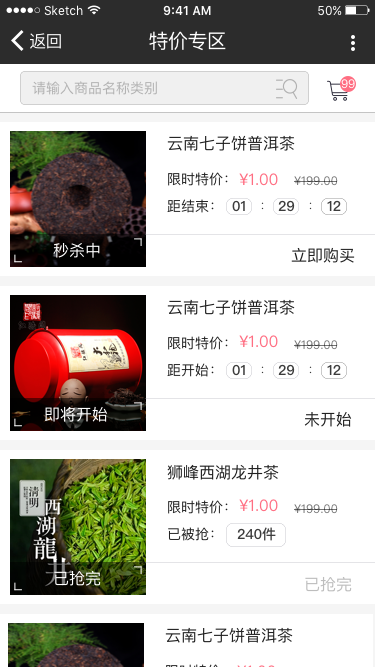 Sketch 9:41 AM 50%
返回 特价专区
请输入商品名称类别 99
云南七子饼普洱茶
限时特价： ¥1.00 ¥199.00
距结束： 01 : 29 : 12
秒杀中
立即购买
云南七子饼普洱茶
限时特价： ¥1.00 ¥199.00
距开始： 01 : 29 : 12
即将开始
未开始
狮峰西湖龙井茶
清明
西湖龍井
限时特价： ¥1.00 ¥199.00
已被抢： 240件
已抢完
已抢完
云南七子饼普洱茶
限时特价： ¥1.00